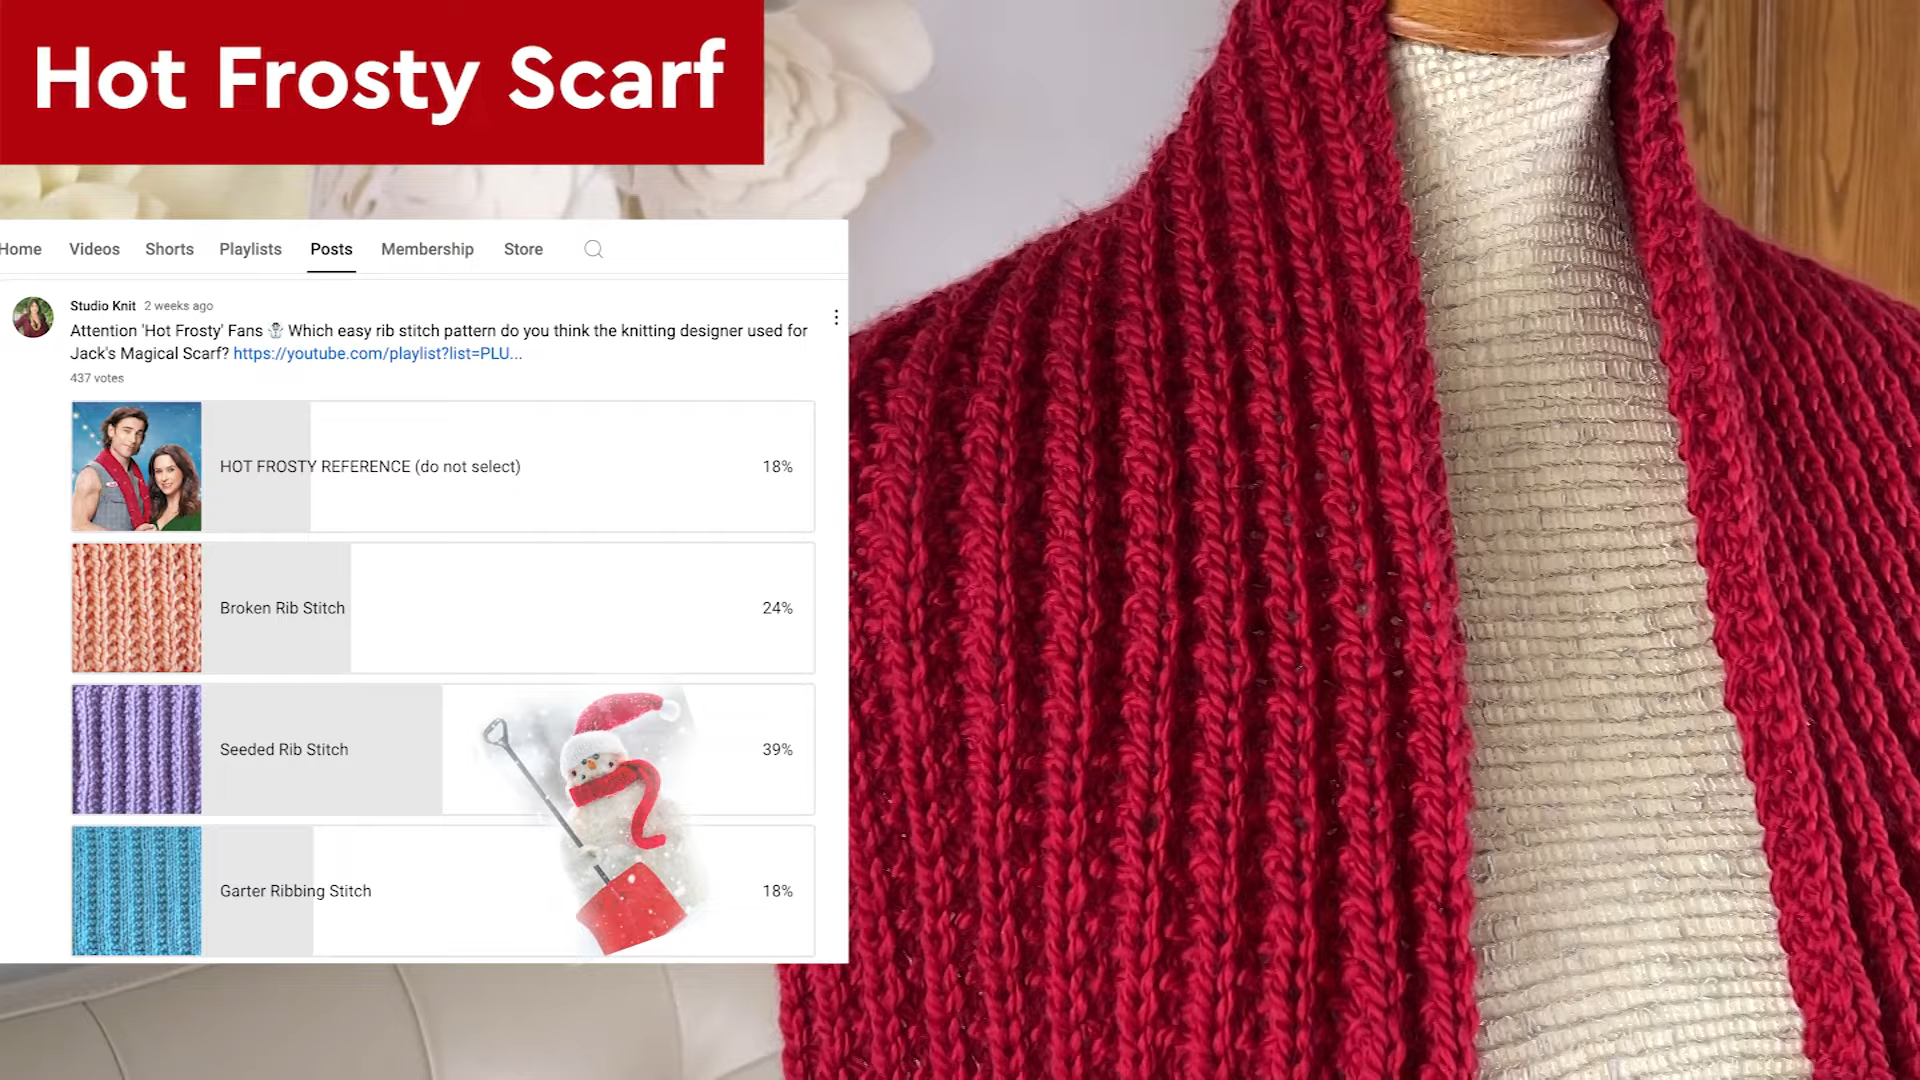 Hot Frosty Scarf
Home Videos Shorts Playlists Posts Membership Store
Studio Knit 2 weeks ago
Attention 'Hot Frosty' Fans ☃ Which easy rib stitch pattern do you think the knitting designer used for
Jack's Magical Scarf? https://youtube.com/playlist?list=PLU...
437 votes
HOT FROSTY REFERENCE (do not select) 18%
Broken Rib Stitch 24%
Seeded Rib Stitch 39%
Garter Ribbing Stitch 18%